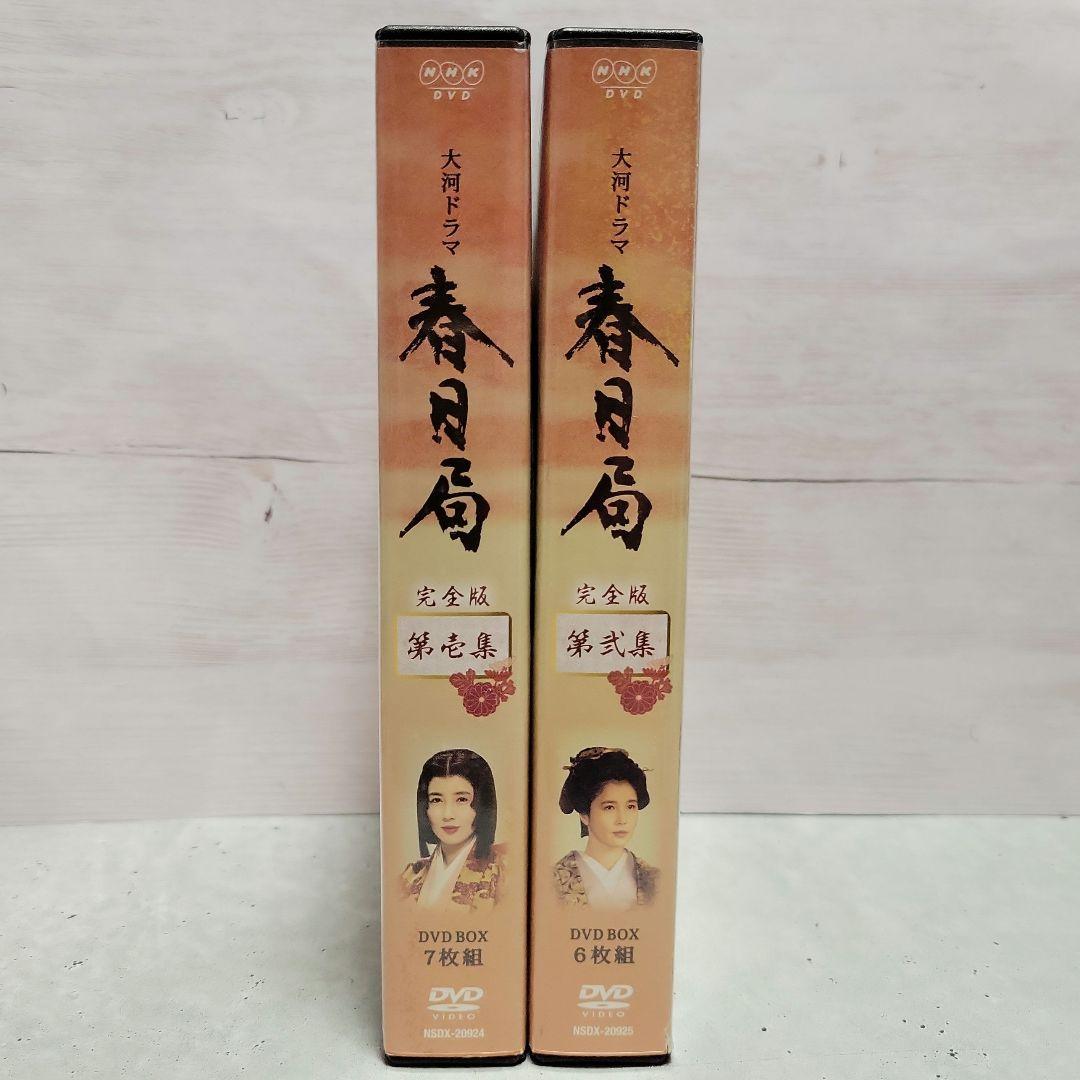 NHK
DVD
大河ドラマ
春日局
完全版
第壱集
DVD BOX
7枚組
DVD
VIDEO
NSDX-20924
NHK
DVD
大河ドラマ
春日局
完全版
第弐集
DVD BOX
6枚組
DVD
VIDEO
NSDX-20925